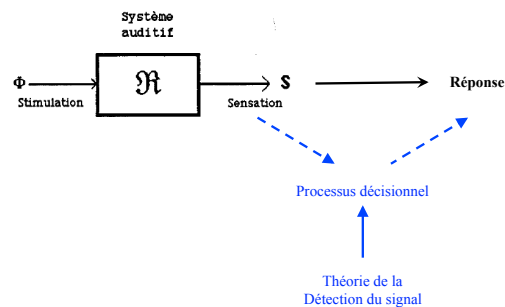 Système
auditif
Φ
ℜ
S
Réponse
Stimulation
Sensation
Processus décisionnel
Théorie de la
Détection du signal